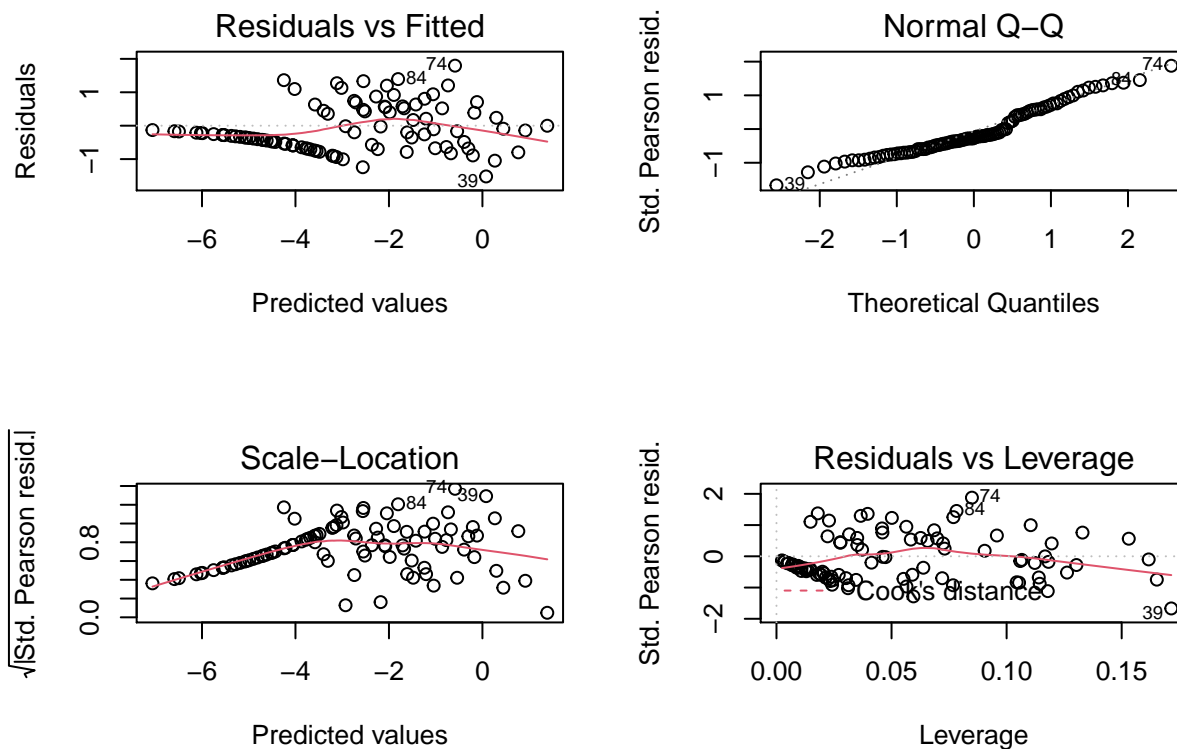 Residuals vs Fitted
Residuals
1
−1
74
84
39
−6 −4 −2 0
Predicted values
Normal Q−Q
Std. Pearson resid.
1
−1
74
84
39
−2 −1 0 1 2
Theoretical Quantiles
Scale−Location
√|Std. Pearson resid.|
0.8
0.0
74
39
84
−6 −4 −2 0
Predicted values
Residuals vs Leverage
Std. Pearson resid.
2
0
−2
74
84
39
Cook's distance
0.00 0.05 0.10 0.15
Leverage